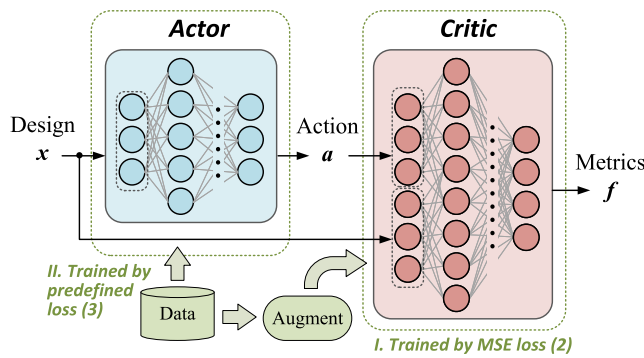 Actor
Critic
Design
x
Action
a
Metrics
f
II. Trained by
predefined
loss (3)
Data
Augment
I. Trained by MSE loss (2)